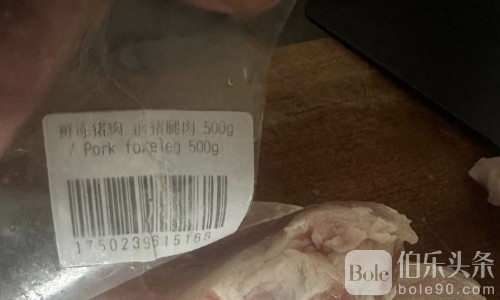 鲜冻猪肉 前猪腿肉 500g
/ Pork foreleg 500g
1750239615168
Bole 伯乐头条
bole90.com